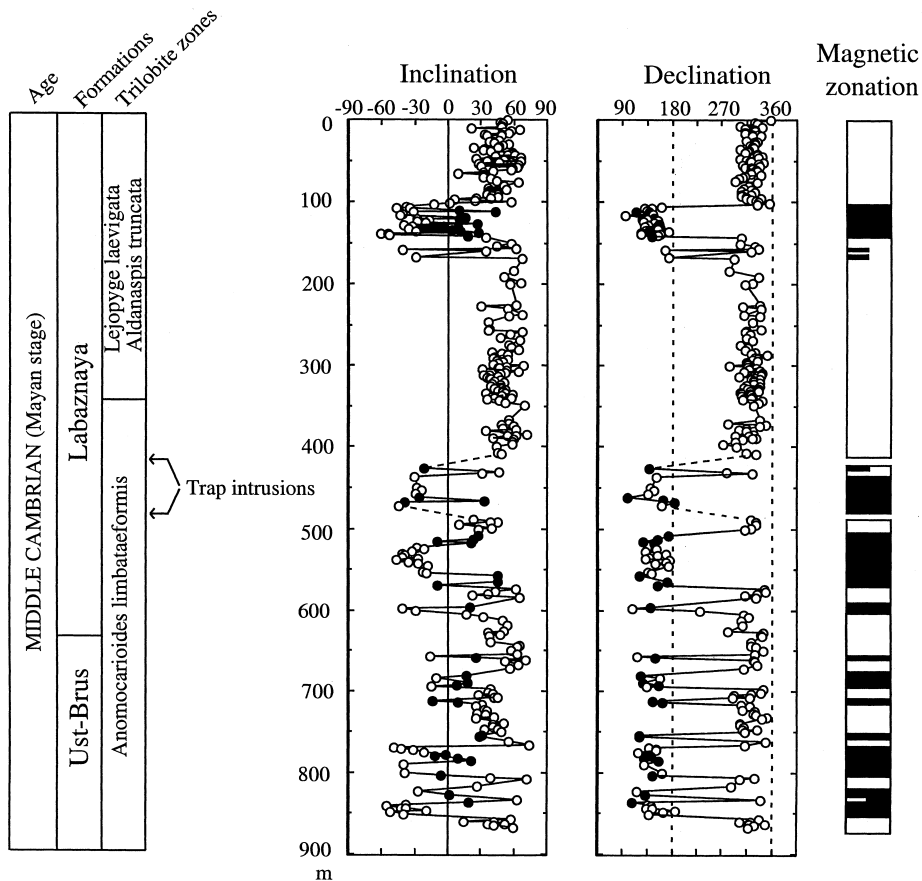 Age
Formations
Trilobite zones
MIDDLE CAMBRIAN (Mayan stage)
Labaznaya
Ust-Brus
Lejopyge laevigata
Aldanaspis truncata
Anomocarioides limbataeformis
Trap intrusions
Inclination
-90 -60 -30 0 30 60 90
Declination
90 180 270 360
Magnetic
zonation
0
100
200
300
400
500
600
700
800
900
m